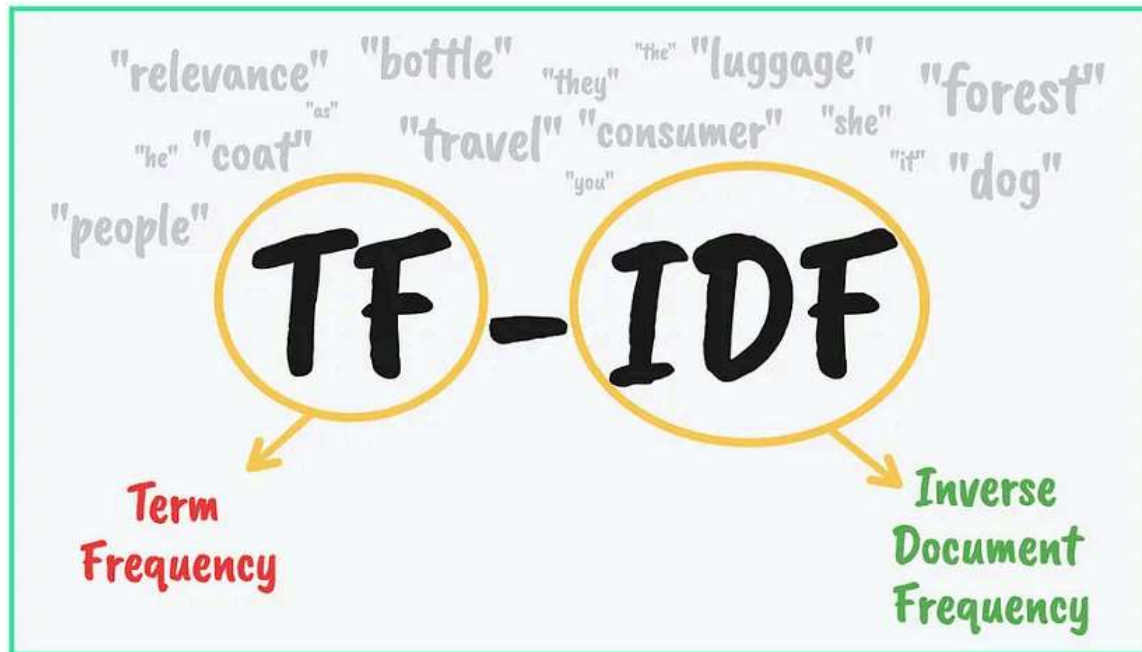 "relevance" "bottle" "they" "the" "luggage" "forest"
"he" "coat" "as" "travel" "consumer" "she" "it" "dog"
"people" "you"
TF-IDF
Term
Frequency
Inverse
Document
Frequency